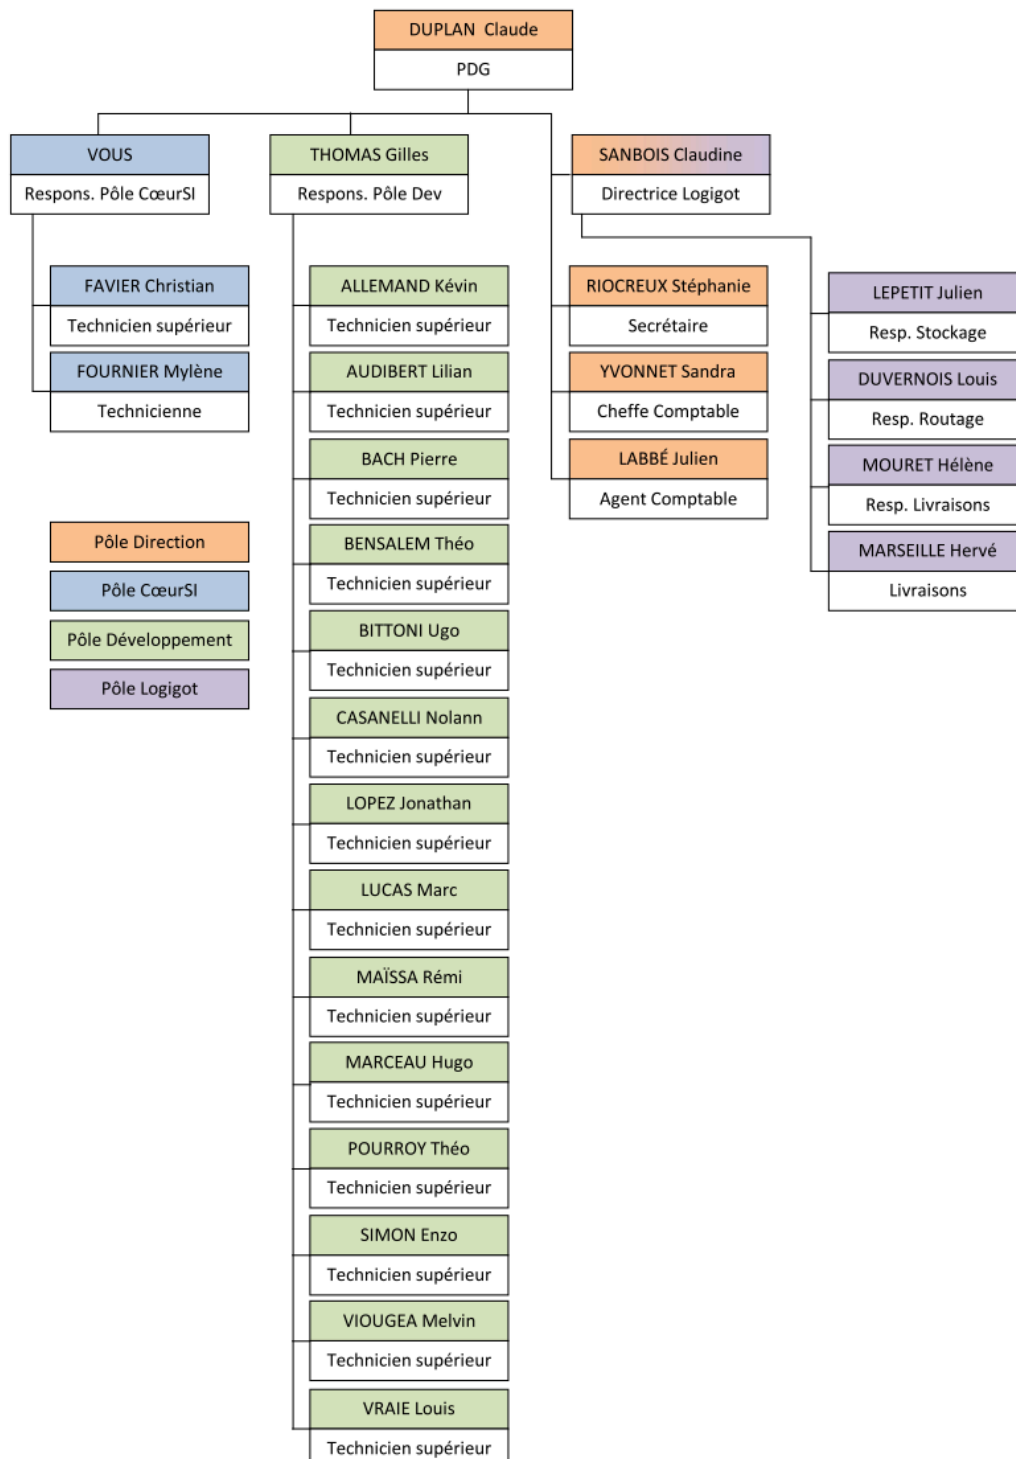 DUPLAN Claude
PDG
VOUS
Respons. Pôle CœurSI
THOMAS Gilles
Respons. Pôle Dev
SANBOIS Claudine
Directrice Logigot
FAVIER Christian
Technicien supérieur
FOURNIER Mylène
Technicienne
ALLEMAND Kévin
Technicien supérieur
AUDIBERT Lilian
Technicien supérieur
BACH Pierre
Technicien supérieur
BENSALEM Théo
Technicien supérieur
BITTONI Ugo
Technicien supérieur
CASANELLI Nolann
Technicien supérieur
LOPEZ Jonathan
Technicien supérieur
LUCAS Marc
Technicien supérieur
MAÏSSA Rémi
Technicien supérieur
MARCEAU Hugo
Technicien supérieur
POURROY Théo
Technicien supérieur
SIMON Enzo
Technicien supérieur
VIOUGEA Melvin
Technicien supérieur
VRAIE Louis
Technicien supérieur
RIOCREUX Stéphanie
Secrétaire
YVONNET Sandra
Cheffe Comptable
LABBÉ Julien
Agent Comptable
LEPETIT Julien
Resp. Stockage
DUVERNOIS Louis
Resp. Routage
MOURET Hélène
Resp. Livraisons
MARSEILLE Hervé
Livraisons
Pôle Direction
Pôle CœurSI
Pôle Développement
Pôle Logigot